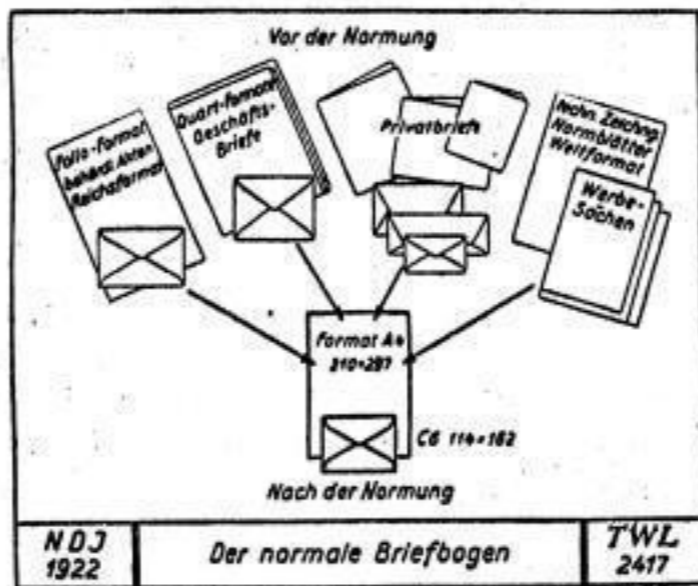 Vor der Normung
Folio-Format
behördl. Akten
Reichsformat
Quart-Format
Geschäfts-
Briefe
Privatbriefe
techn. Zeichng.
Normblätter
Weltformat
Werbe-
Sachen
Format A4
210×297
C6 114×162
Nach der Normung
NDJ
1922
Der normale Briefbogen
TWL
2417